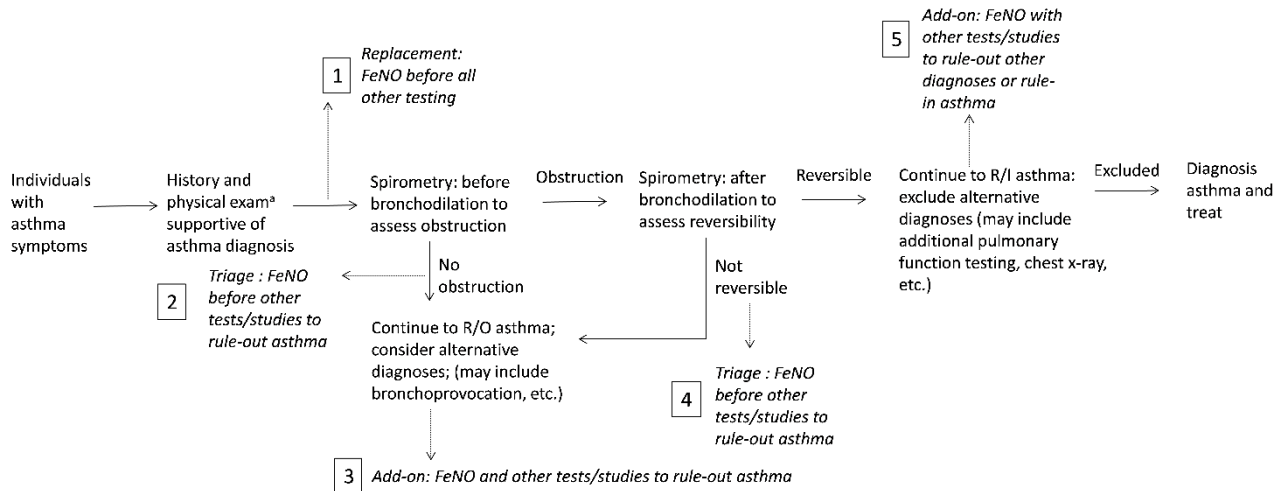 Individuals
with
asthma
symptoms
History and
physical examᵃ
supportive of
asthma diagnosis
1
Replacement:
FeNO before all
other testing
Spirometry: before
bronchodilation to
assess obstruction
Obstruction
Spirometry: after
bronchodilation to
assess reversibility
Reversible
Continue to R/I asthma:
exclude alternative
diagnoses (may include
additional pulmonary
function testing, chest x-ray,
etc.)
Excluded
Diagnosis
asthma and
treat
5
Add-on: FeNO with
other tests/studies
to rule-out other
diagnoses or rule-
in asthma
No
obstruction
2
Triage : FeNO
before other
tests/studies to
rule-out asthma
Not
reversible
Continue to R/O asthma;
consider alternative
diagnoses; (may include
bronchoprovocation, etc.)
4
Triage : FeNO
before other
tests/studies to
rule-out asthma
3
Add-on: FeNO and other tests/studies to rule-out asthma